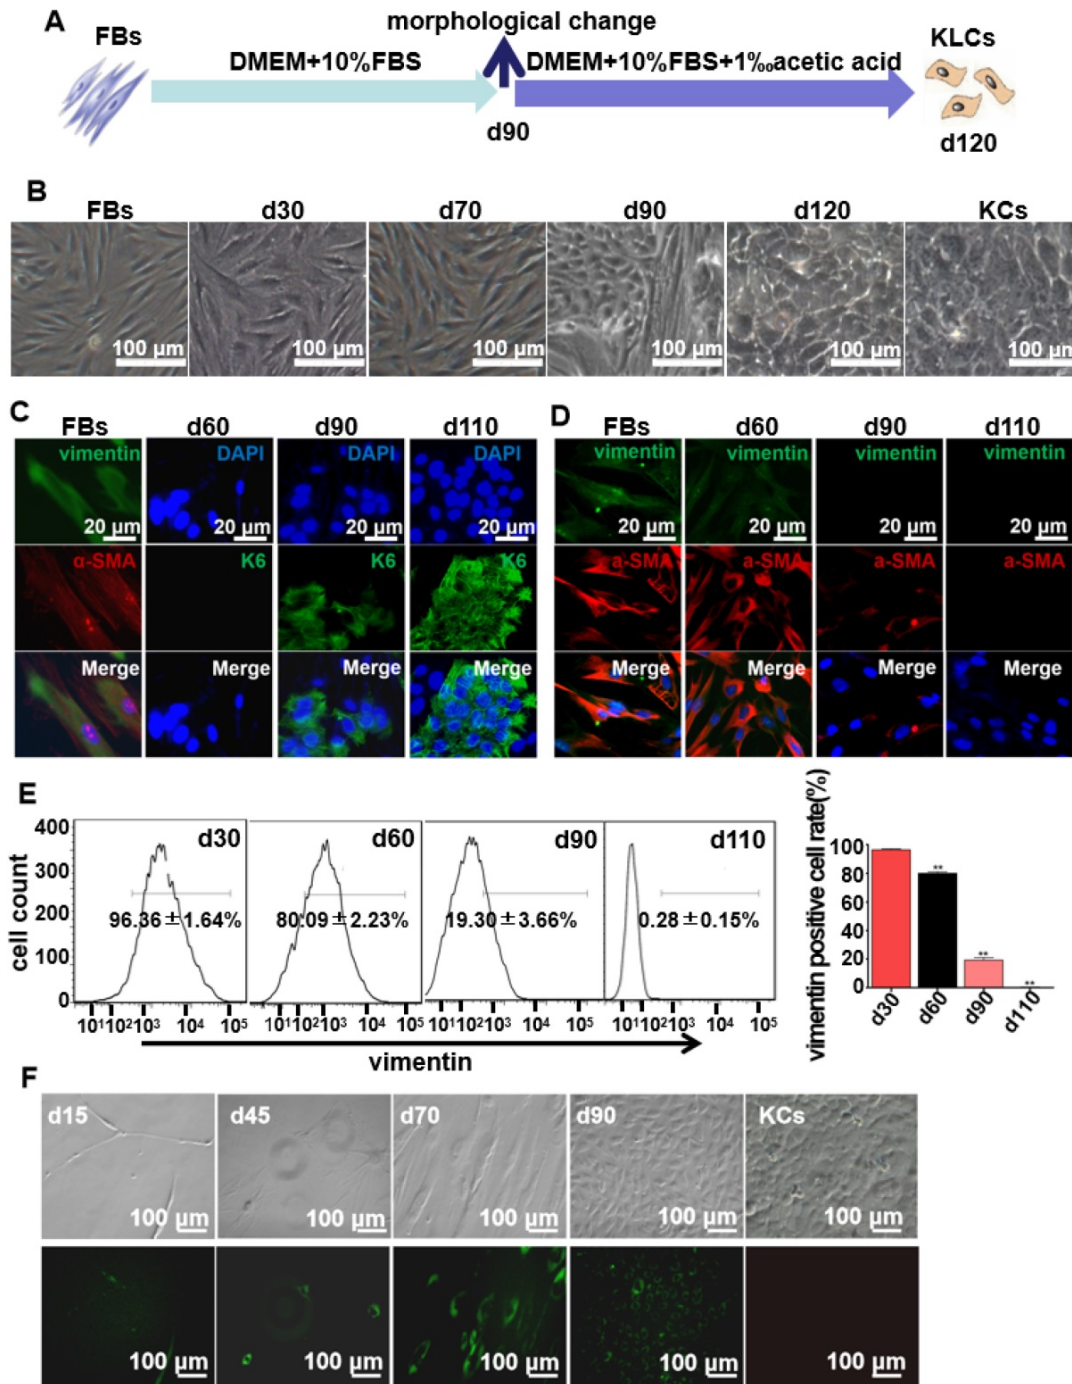 A
morphological change
FBs
DMEM+10%FBS
DMEM+10%FBS+1‰acetic acid
KLCs
d90
d120
B
FBs d30 d70 d90 d120 KCs
100 μm 100 μm 100 μm 100 μm 100 μm 100 μm
C
FBs d60 d90 d110
vimentin DAPI DAPI DAPI
20 μm 20 μm 20 μm 20 μm
α-SMA K6 K6 K6
Merge Merge Merge Merge
D
FBs d60 d90 d110
vimentin vimentin vimentin vimentin
20 μm 20 μm 20 μm 20 μm
a-SMA a-SMA a-SMA a-SMA
Merge Merge Merge Merge
E
cell count
400
300
200
100
0
d30 d60 d90 d110
96.36±1.64% 80.09±2.23% 19.30±3.66% 0.28±0.15%
10¹10²10³ 10⁴ 10⁵ 10¹10²10³ 10⁴ 10⁵ 10¹10²10³ 10⁴ 10⁵ 10¹10² 10⁴ 10⁵
vimentin
vimentin positive cell rate(%)
100
80
60
40
20
0
** ** **
d30 d60 d90 d110
F
d15 d45 d70 d90 KCs
100 μm 100 μm 100 μm 100 μm 100 μm
100 μm 100 μm 100 μm 100 μm 100 μm